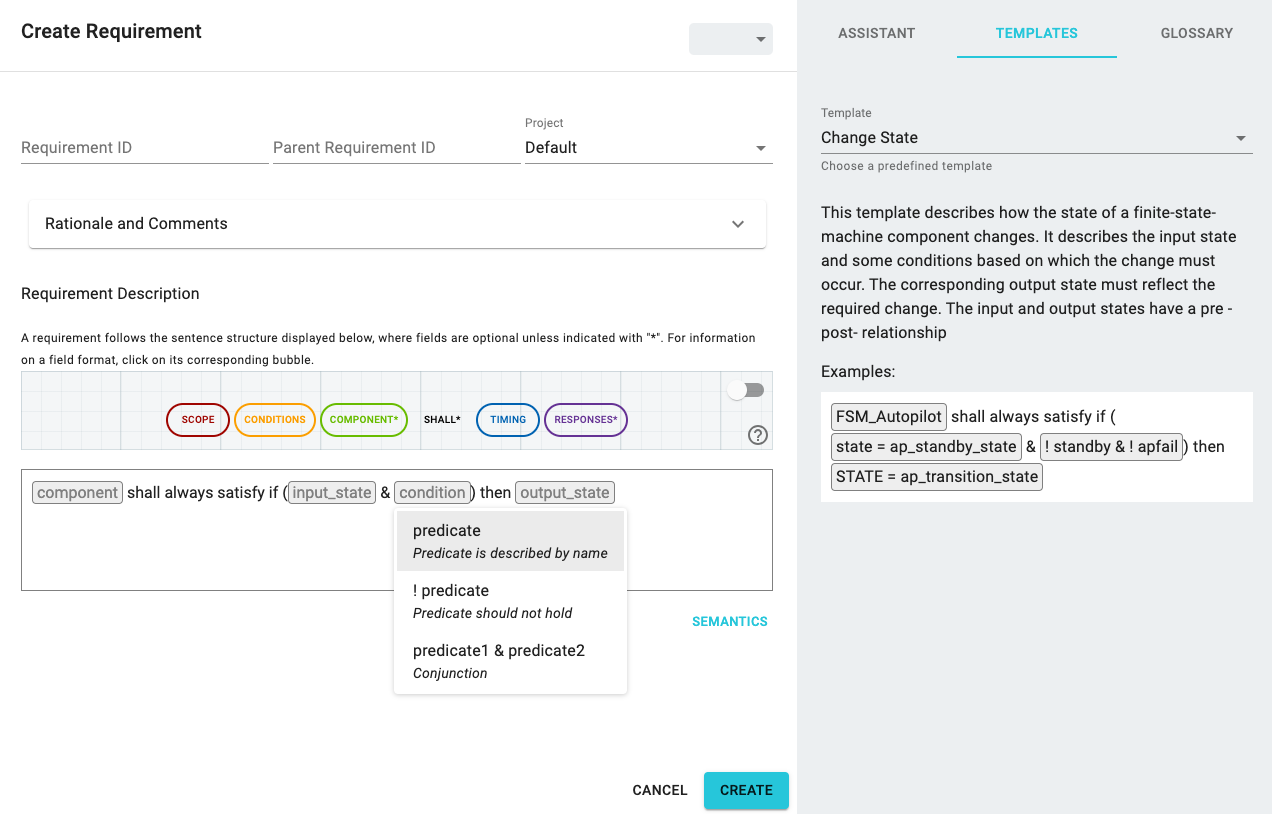 Create Requirement
Requirement ID
Parent Requirement ID
Project
Default
Rationale and Comments
Requirement Description
A requirement follows the sentence structure displayed below, where fields are optional unless indicated with "*". For information
on a field format, click on its corresponding bubble.
SCOPE CONDITIONS COMPONENT* SHALL* TIMING RESPONSES*
?
component shall always satisfy if (input_state & condition) then output_state
predicate
Predicate is described by name
! predicate
Predicate should not hold
predicate1 & predicate2
Conjunction
SEMANTICS
CANCEL CREATE
ASSISTANT TEMPLATES GLOSSARY
Template
Change State
Choose a predefined template
This template describes how the state of a finite-state-
machine component changes. It describes the input state
and some conditions based on which the change must
occur. The corresponding output state must reflect the
required change. The input and output states have a pre -
post- relationship
Examples:
FSM_Autopilot shall always satisfy if (
state = ap_standby_state & ! standby & ! apfail) then
STATE = ap_transition_state